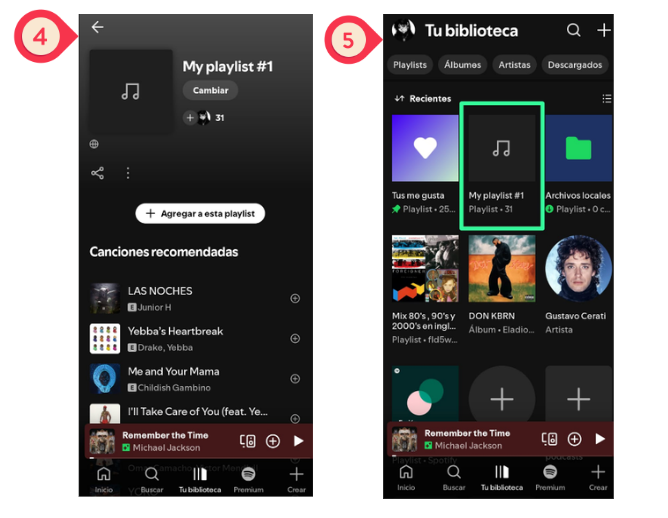 4
My playlist #1
Cambiar
31
Agregar a esta playlist
Canciones recomendadas
LAS NOCHES
E Junior H
Yebba's Heartbreak
E Drake, Yebba
Me and Your Mama
E Childish Gambino
I'll Take Care of You (feat. Ye...
Remember the Time
Michael Jackson
Inicio
Buscar
Tu biblioteca
Premium
Crear
5
Tu biblioteca
Playlists
Álbumes
Artistas
Descargados
Recientes
Tus me gusta
Playlist • 25...
My playlist #1
Playlist • 31
Archivos locales
Playlist • 0 c...
FOREIGNER
Mix 80's, 90's y
2000's en ingl...
Playlist • fld5w...
DON KBRN
Álbum • Eladio...
Gustavo Cerati
Artista
Remember the Time
Michael Jackson
Playlist • Spotify
podcasts
Inicio
Buscar
Tu biblioteca
Premium
Crear